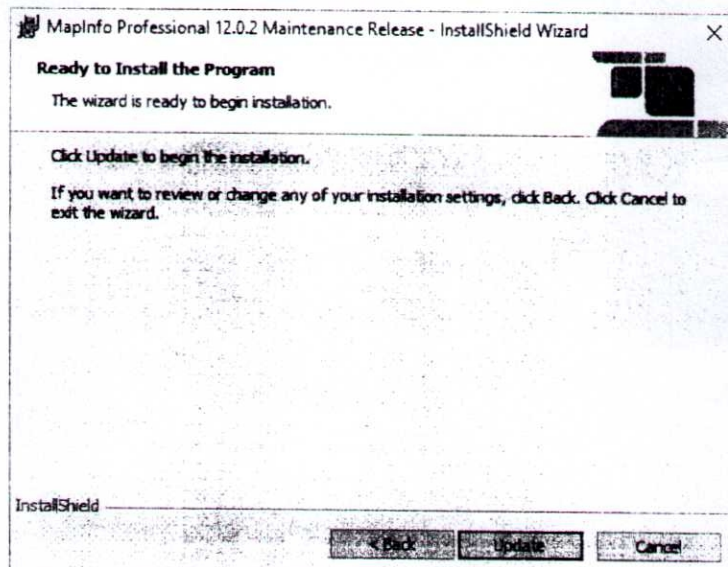 MapInfo Professional 12.0.2 Maintenance Release - InstallShield Wizard
Ready to Install the Program
The wizard is ready to begin installation.
Click Update to begin the installation.
If you want to review or change any of your installation settings, click Back. Click Cancel to
exit the wizard.
InstallShield
< Back Update Cancel